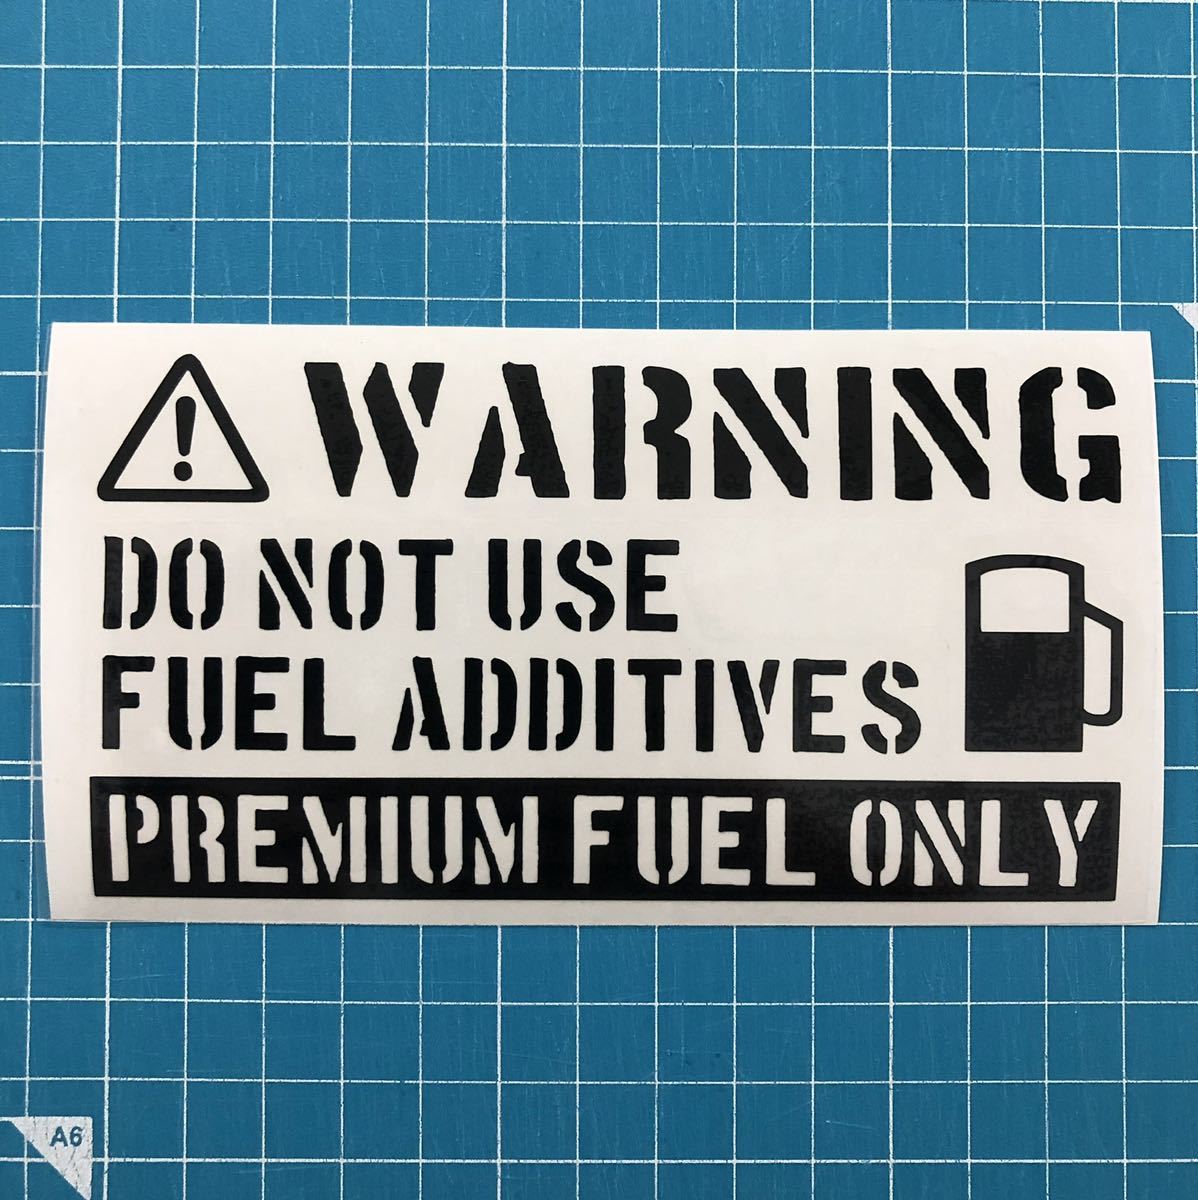 WARNING
DO NOT USE
FUEL ADDITIVES
PREMIUM FUEL ONLY
A6